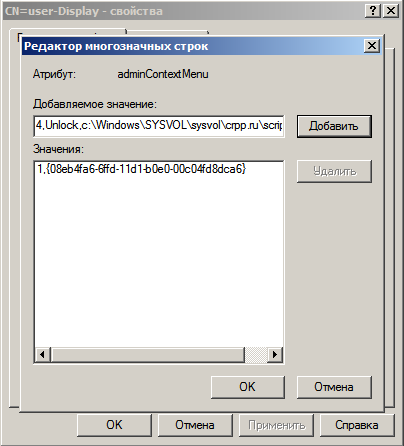 CN=user-Display - свойства
Редактор многозначных строк
Атрибут: adminContextMenu
Добавляемое значение:
4,Unlock,c:\Windows\SYSVOL\sysvol\crpp.ru\scrip
Добавить
Значения:
1,{08eb4fa6-6ffd-11d1-b0e0-00c04fd8dca6}
Удалить
OK
Отмена
OK
Отмена
Применить
Справка